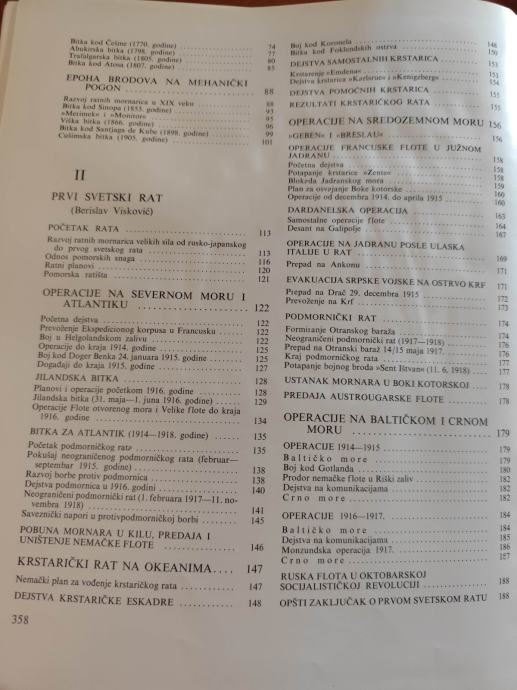 Bitka kod Česme (1770. godine) 74
Abukirska bitka (1798. godine) 77
Trafalgarska bitka (1805. godine) 80
Bitka kod Atosa (1807. godine) 85
EPOHA BRODOVA NA MEHANIČKI
POGON 88
Razvoj ratnih mornarica u XIX veku 88
Bitka kod Sinopa (1853. godine) 93
»Merimek« i »Monitor« 95
Viška bitka (1866. godine) 96
Bitka kod Santjaga de Kube (1898. godine) 99
Cušimska bitka (1905. godine) 101
II
PRVI SVETSKI RAT
(Berislav Visković)
POČETAK RATA 113
Razvoj ratnih mornarica velikih sila od rusko-japanskog
do prvog svetskog rata 113
Odnos pomorskih snaga 116
Ratni planovi 120
Pomorska ratišta 121
OPERACIJE NA SEVERNOM MORU I
ATLANTIKU 122
Početna dejstva 122
Prevoženje Ekspedicionog korpusa u Francusku 122
Boj u Helgolandskom zalivu 122
Operacije do kraja 1914. godine 125
Boj kod Doger Benka 24. januara 1915. godine 125
Događaji do kraja 1915. godine 127
JILANDSKA BITKA 128
Planovi i operacije početkom 1916. godine 128
Jilandska bitka (31. maja—1. juna 1916. godine) 129
Operacije Flote otvorenog mora i Velike flote do kraja
1916. godine 134
BITKA ZA ATLANTIK (1914—1918. godine) 135
Početak podmorničkog rata 135
Pokušaj neograničenog podmorničkog rata (februar—
septembar 1915. godine) 138
Razvoj borbe protiv podmornica 138
Dejstva podmornica u 1916. godini 140
Neograničeni podmornički rat (1. februara 1917—11. no-
vembra 1918) 141
Saveznički napori u protivpodmorničkoj borbi 145
POBUNA MORNARA U KILU, PREDAJA I
UNIŠTENJE NEMAČKE FLOTE 146
KRSTARIČKI RAT NA OKEANIMA 147
Nemački plan za vođenje krstaričkog rata 147
DEJSTVA KRSTARIČKE ESKADRE 148
358
Boj kod Koronela 148
Bitka kod Foklendskih ostrva 150
DEJSTVA SAMOSTALNIH KRSTARICA 153
Krstarenje »Emdena« 153
Dejstva krstarica »Karlsrue« i »Kenigsberg« 154
DEJSTVA POMOĆNIH KRSTARICA 155
REZULTATI KRSTARIČKOG RATA 155
OPERACIJE NA SREDOZEMNOM MORU 156
»GEBEN« I »BRESLAU« 156
OPERACIJE FRANCUSKE FLOTE U JUŽNOM
JADRANU 158
Početna dejstva 158
Potapanje krstarice »Zenta« 158
Blokada Jadranskog mora 159
Plan za osvojenje Boke kotorske 160
Operacije od decembra 1914. do aprila 1915 160
DARDANELSKA OPERACIJA 163
Samostalne operacije flote 164
Desant na Galipolje 167
OPERACIJE NA JADRANU POSLE ULASKA
ITALIJE U RAT 169
Prepad na Ankonu 171
EVAKUACIJA SRPSKE VOJSKE NA OSTRVO KRF 171
Prepad na Drač 29. decembra 1915 172
Prevoženje na Krf 173
PODMORNIČKI RAT 174
Formiranje Otranskog baraža 174
Neograničeni podmornički rat (1917—1918) 176
Prepad na Otranski baraž 14/15 maja 1917. 176
Kraj podmorničkog rata 177
Potapanje bojnog broda »Sent Ištvan« (11. 6, 1918) 177
USTANAK MORNARA U BOKI KOTORSKOJ 178
PREDAJA AUSTROUGARSKE FLOTE 178
OPERACIJE NA BALTIČKOM I CRNOM
MORU 179
OPERACIJE 1914—1915 179
Baltičko more 179
Boj kod Gotlanda 180
Prodor nemačke flote u Riški zaliv 182
Dejstva na komunikacijama 182
Crno more 182
OPERACIJE 1916—1917. 184
Baltičko more 184
Dejstva na komunikacijama 185
Monzundska operacija 1917. 186
Crno more 187
RUSKA FLOTA U OKTOBARSKOJ
SOCIJALISTIČKOJ REVOLUCIJI 188
OPŠTI ZAKLJUČAK O PRVOM SVETSKOM RATU 188